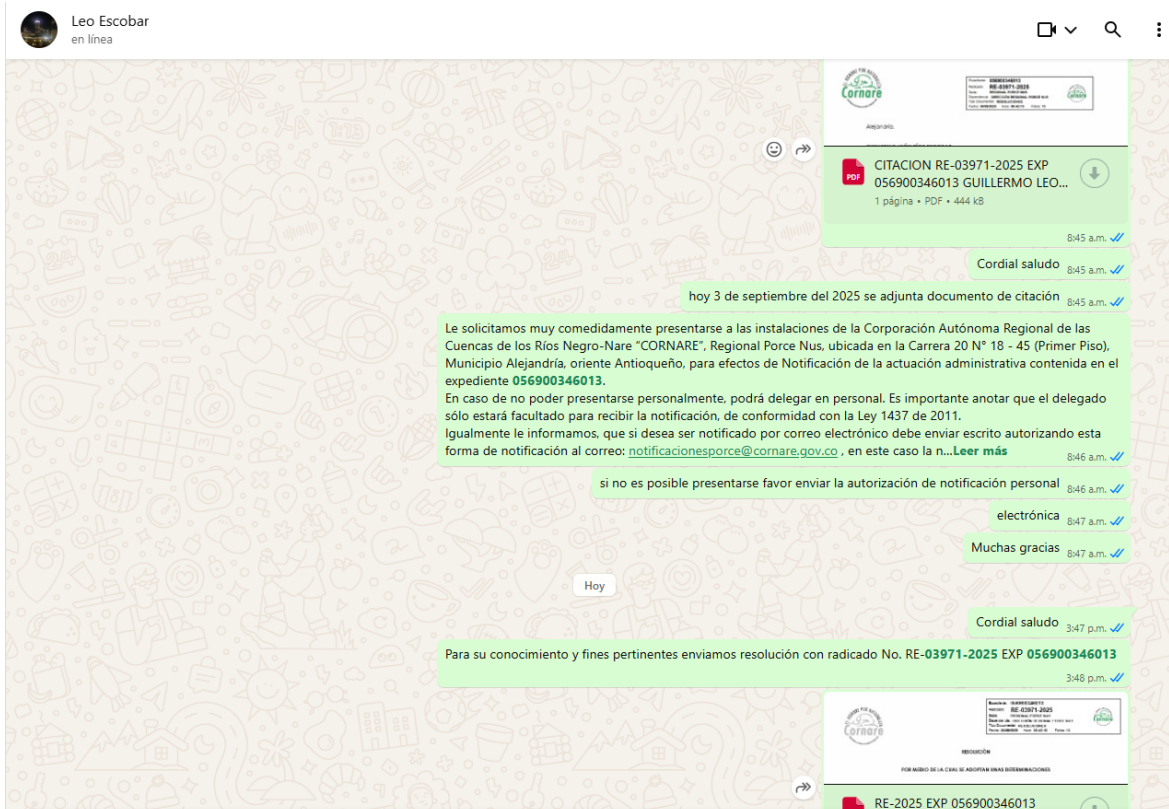 Leo Escobar
en línea
Cornare
RE-03971-2025
Alejandría,
PDF
CITACION RE-03971-2025 EXP
056900346013 GUILLERMO LEO...
1 página • PDF • 444 kB
8:45 a.m.
Cordial saludo 8:45 a.m.
hoy 3 de septiembre del 2025 se adjunta documento de citación 8:45 a.m.
Le solicitamos muy comedidamente presentarse a las instalaciones de la Corporación Autónoma Regional de las
Cuencas de los Ríos Negro-Nare “CORNARE”, Regional Porce Nus, ubicada en la Carrera 20 N° 18 - 45 (Primer Piso),
Municipio Alejandría, oriente Antioqueño, para efectos de Notificación de la actuación administrativa contenida en el
expediente 056900346013.
En caso de no poder presentarse personalmente, podrá delegar en personal. Es importante anotar que el delegado
sólo estará facultado para recibir la notificación, de conformidad con la Ley 1437 de 2011.
Igualmente le informamos, que si desea ser notificado por correo electrónico debe enviar escrito autorizando esta
forma de notificación al correo: notificacionesporce@cornare.gov.co , en este caso la n...Leer más
8:46 a.m.
si no es posible presentarse favor enviar la autorización de notificación personal 8:46 a.m.
electrónica 8:47 a.m.
Muchas gracias 8:47 a.m.
Hoy
Cordial saludo 3:47 p.m.
Para su conocimiento y fines pertinentes enviamos resolución con radicado No. RE-03971-2025 EXP 056900346013
3:48 p.m.
Cornare
RE-03971-2025
RESOLUCIÓN
POR MEDIO DE LA CUAL SE ADOPTAN UNAS DETERMINACIONES
RE-2025 EXP 056900346013